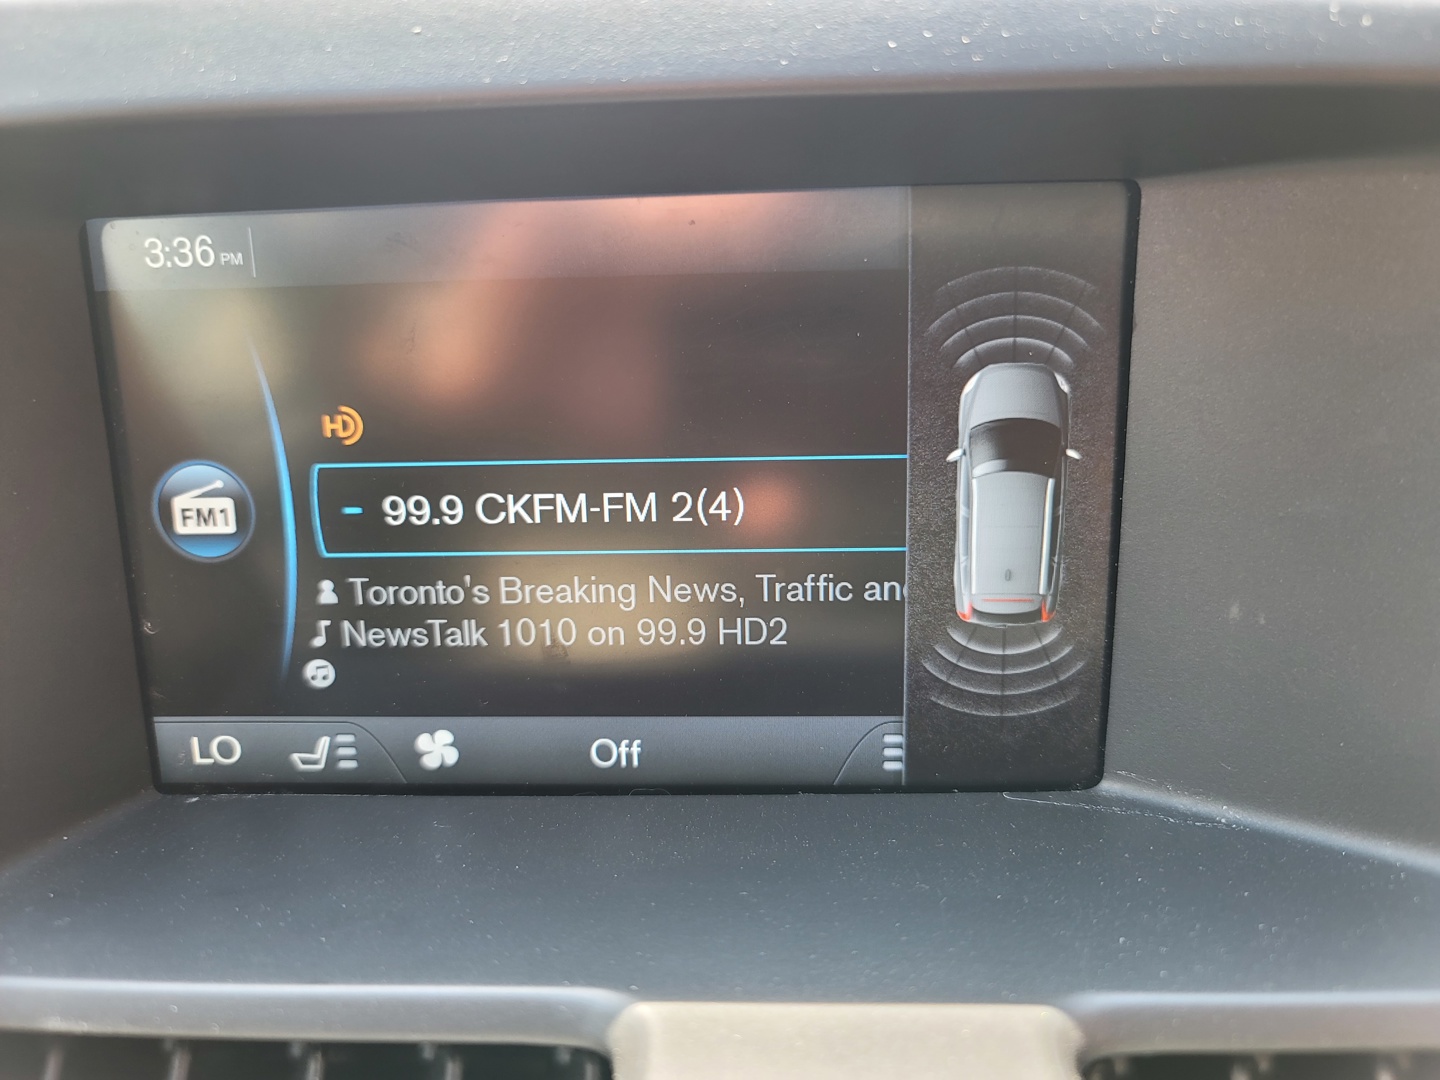 3:36 PM
HD
FM1
- 99.9 CKFM-FM 2(4)
Toronto's Breaking News, Traffic an
NewsTalk 1010 on 99.9 HD2
LO
Off